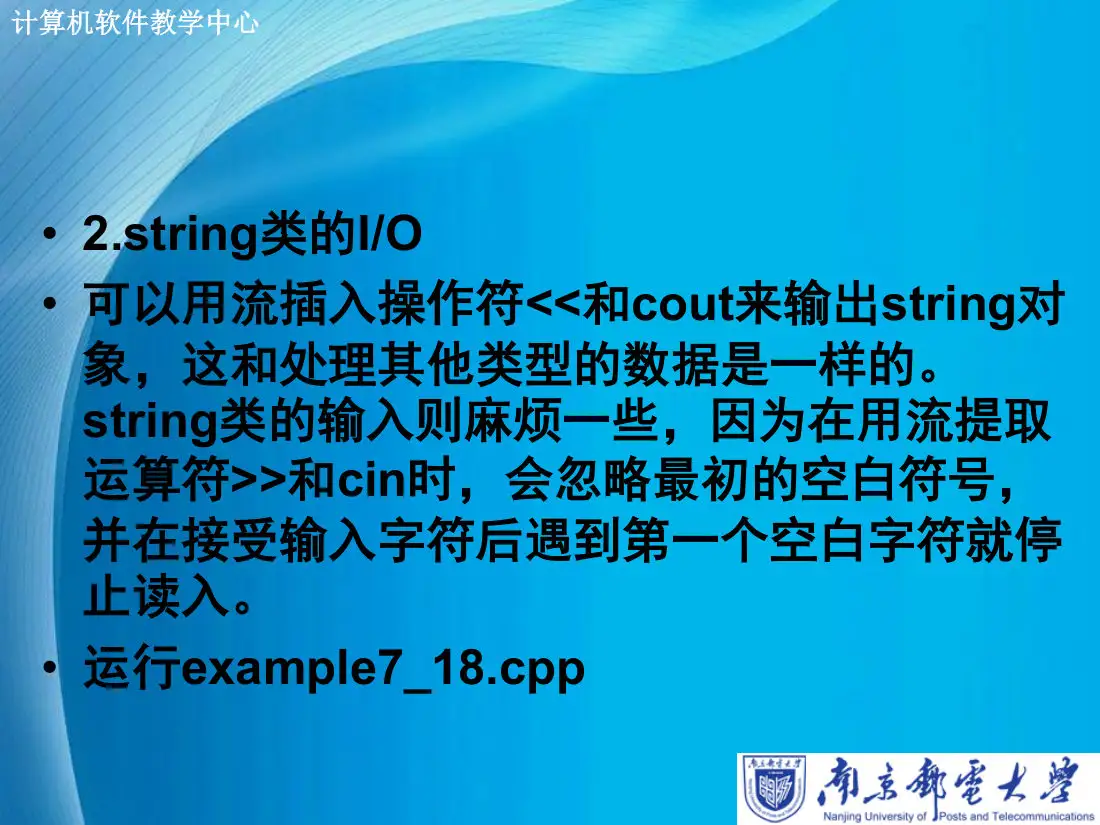 计算机软件教学中心
• 2.string类的I/O
• 可以用流插入操作符<<和cout来输出string对
象，这和处理其他类型的数据是一样的。
string类的输入则麻烦一些，因为在用流提取
运算符>>和cin时，会忽略最初的空白符号，
并在接受输入字符后遇到第一个空白字符就停
止读入。
• 运行example7_18.cpp
南京郵電大學
Nanjing University of Posts and Telecommunications